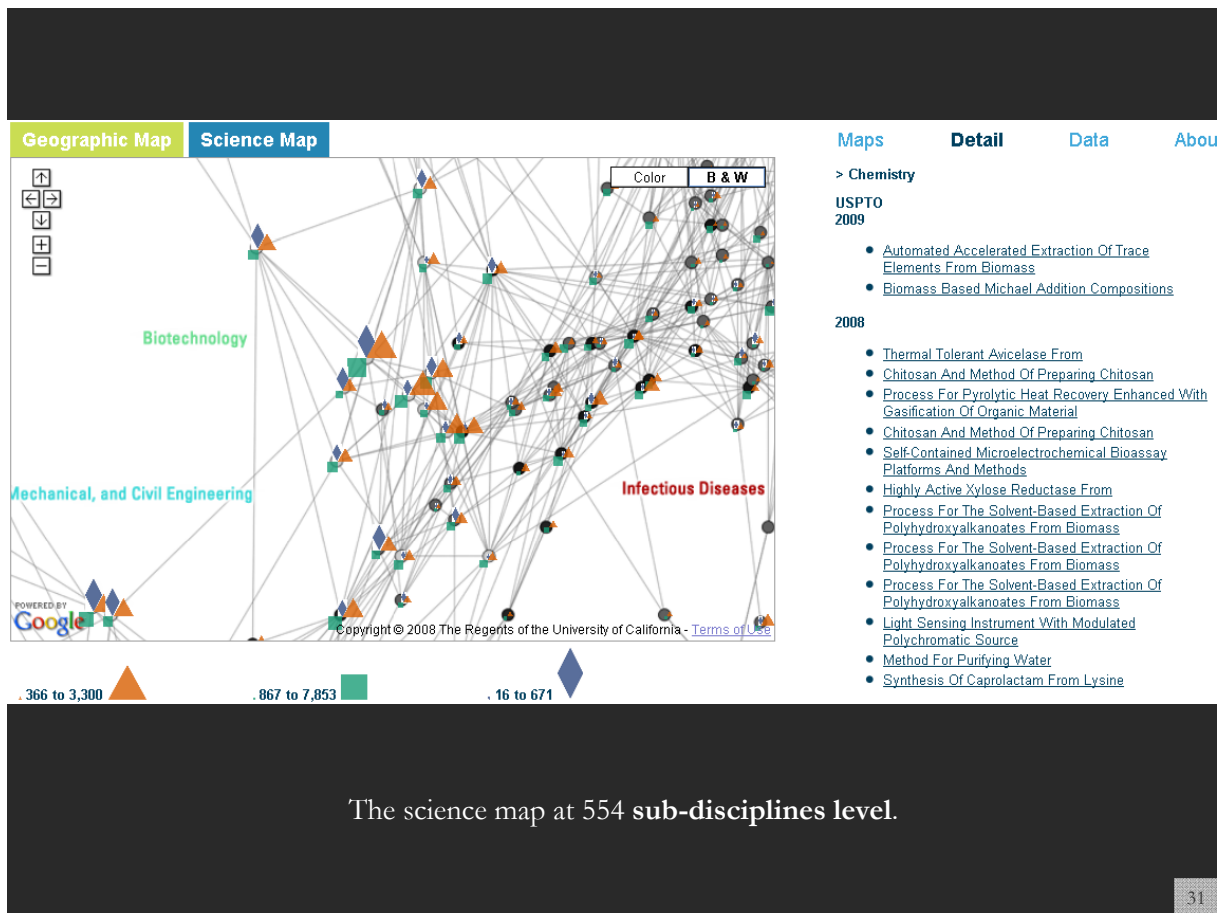 Geographic Map
Science Map
Maps
Detail
Data
Abou
Color
B & W
> Chemistry
USPTO
2009
Automated Accelerated Extraction Of Trace
Elements From Biomass
Biomass Based Michael Addition Compositions
2008
Thermal Tolerant Avicelase From
Chitosan And Method Of Preparing Chitosan
Process For Pyrolytic Heat Recovery Enhanced With
Gasification Of Organic Material
Chitosan And Method Of Preparing Chitosan
Self-Contained Microelectrochemical Bioassay
Platforms And Methods
Highly Active Xylose Reductase From
Process For The Solvent-Based Extraction Of
Polyhydroxyalkanoates From Biomass
Process For The Solvent-Based Extraction Of
Polyhydroxyalkanoates From Biomass
Process For The Solvent-Based Extraction Of
Polyhydroxyalkanoates From Biomass
Light Sensing Instrument With Modulated
Polychromatic Source
Method For Purifying Water
Synthesis Of Caprolactam From Lysine
Biotechnology
Mechanical, and Civil Engineering
Infectious Diseases
POWERED BY
Google
Copyright © 2008 The Regents of the University of California - Terms of Use
366 to 3,300
867 to 7,853
16 to 671
The science map at 554 sub-disciplines level.
31